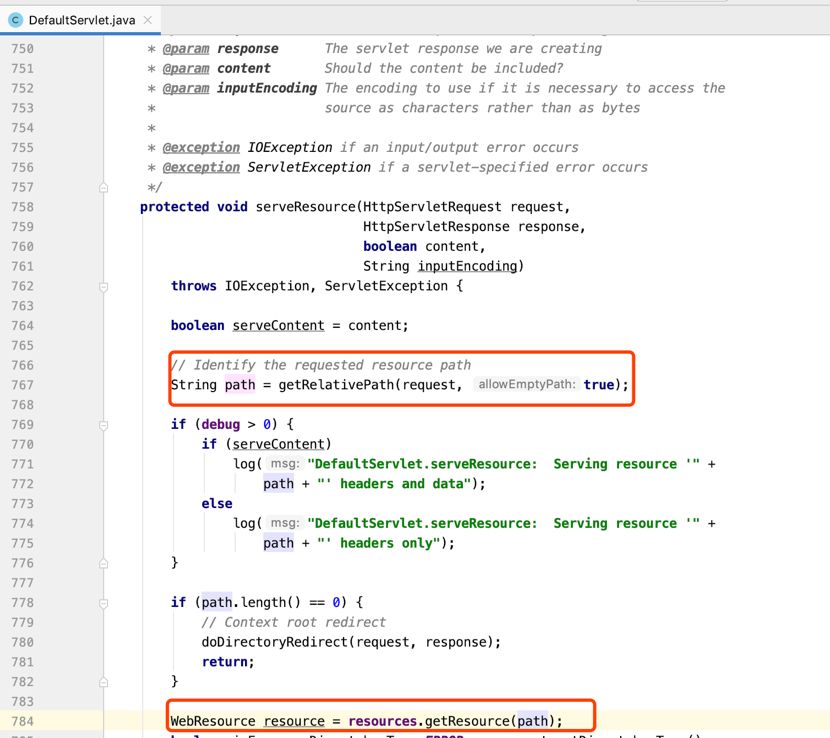 DefaultServlet.java
750 * @param response The servlet response we are creating
751 * @param content Should the content be included?
752 * @param inputEncoding The encoding to use if it is necessary to access the
753 * source as characters rather than as bytes
754 *
755 * @exception IOException if an input/output error occurs
756 * @exception ServletException if a servlet-specified error occurs
757 */
758 protected void serveResource(HttpServletRequest request,
759 HttpServletResponse response,
760 boolean content,
761 String inputEncoding)
762 throws IOException, ServletException {
763
764 boolean serveContent = content;
765
766 // Identify the requested resource path
767 String path = getRelativePath(request, allowEmptyPath: true);
768
769 if (debug > 0) {
770 if (serveContent)
771 log( msg: "DefaultServlet.serveResource:  Serving resource '" +
772 path + "' headers and data");
773 else
774 log( msg: "DefaultServlet.serveResource:  Serving resource '" +
775 path + "' headers only");
776 }
777
778 if (path.length() == 0) {
779 // Context root redirect
780 doDirectoryRedirect(request, response);
781 return;
782 }
783
784 WebResource resource = resources.getResource(path);